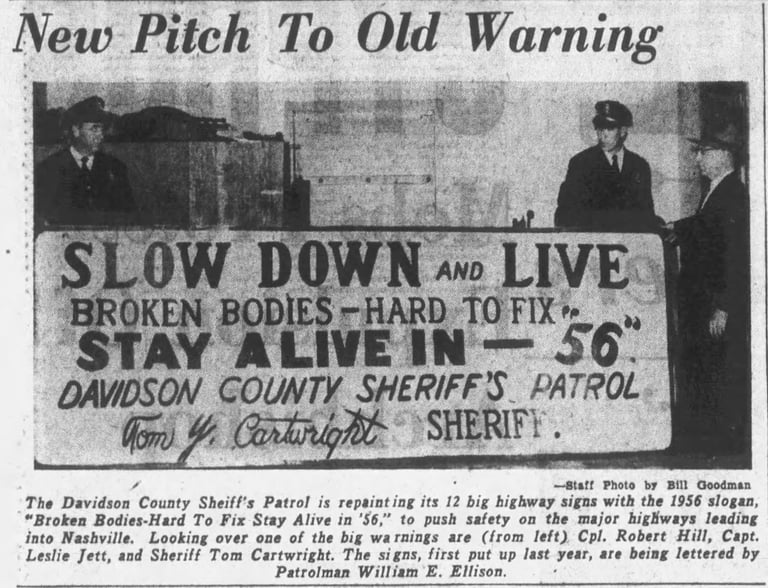 New Pitch To Old Warning
SLOW DOWN AND LIVE
BROKEN BODIES – HARD TO FIX
STAY ALIVE IN — "56"
DAVIDSON COUNTY SHERIFF'S PATROL
Tom Y. Cartwright SHERIFF.
—Staff Photo by Bill Goodman
The Davidson County Sheiff's Patrol is repainting its 12 big highway signs with the 1956 slogan,
"Broken Bodies-Hard To Fix Stay Alive in '56," to push safety on the major highways leading
into Nashville. Looking over one of the big warnings are (from left) Cpl. Robert Hill, Capt.
Leslie Jett, and Sheriff Tom Cartwright. The signs, first put up last year, are being lettered by
Patrolman William E. Ellison.